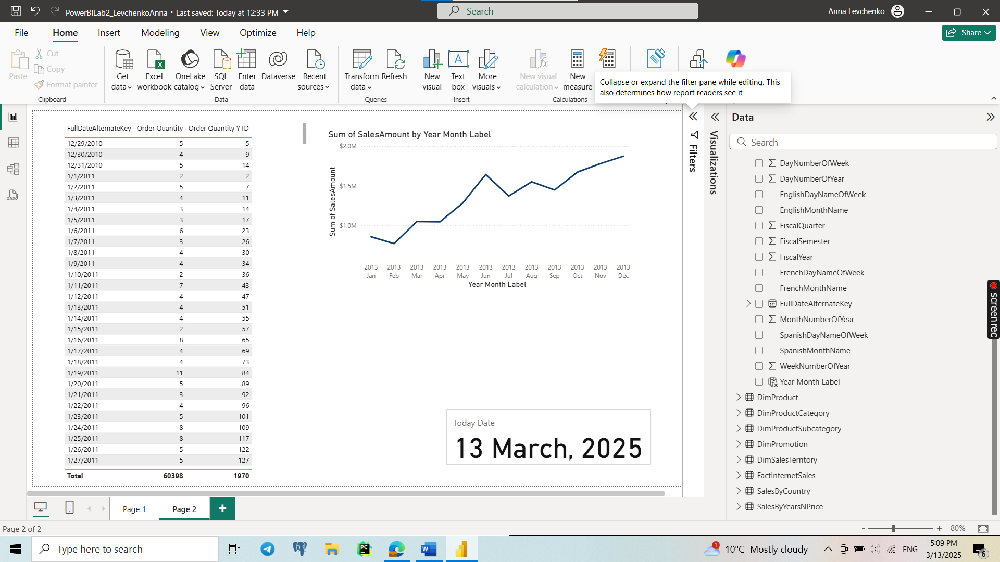 PowerBILab2_LevchenkoAnna • Last saved: Today at 12:33 PM
Search
Anna Levchenko
File
Home
Insert
Modeling
View
Optimize
Help
Share
Paste
Cut
Copy
Format painter
Clipboard
Get data
Excel workbook
OneLake catalog
SQL Server
Enter data
Dataverse
Recent sources
Data
Transform data
Refresh
Queries
New visual
Text box
More visuals
Insert
New visual calculation
New measure
Calculations
Collapse or expand the filter pane while editing. This
also determines how report readers see it
FullDateAlternateKey Order Quantity Order Quantity YTD
12/29/2010 5 5
12/30/2010 4 9
12/31/2010 5 14
1/1/2011 2 2
1/2/2011 5 7
1/3/2011 4 11
1/4/2011 3 14
1/5/2011 3 17
1/6/2011 6 23
1/7/2011 3 26
1/8/2011 4 30
1/9/2011 4 34
1/10/2011 2 36
1/11/2011 7 43
1/12/2011 4 47
1/13/2011 4 51
1/14/2011 4 55
1/15/2011 2 57
1/16/2011 8 65
1/17/2011 4 69
1/18/2011 4 73
1/19/2011 11 84
1/20/2011 5 89
1/21/2011 3 92
1/22/2011 4 96
1/23/2011 5 101
1/24/2011 8 109
1/25/2011 8 117
1/26/2011 5 122
1/27/2011 5 127
Total 60398 1970
Sum of SalesAmount by Year Month Label
Sum of SalesAmount
$2.0M
$1.5M
$1.0M
2013 2013 2013 2013 2013 2013 2013 2013 2013 2013 2013 2013
Jan Feb Mar Apr May Jun Jul Aug Sep Oct Nov Dec
Year Month Label
Today Date
13 March, 2025
Filters
Visualizations
Data
Search
DayNumberOfWeek
DayNumberOfYear
EnglishDayNameOfWeek
EnglishMonthName
FiscalQuarter
FiscalSemester
FiscalYear
FrenchDayNameOfWeek
FrenchMonthName
FullDateAlternateKey
MonthNumberOfYear
SpanishDayNameOfWeek
SpanishMonthName
WeekNumberOfYear
Year Month Label
DimProduct
DimProductCategory
DimProductSubcategory
DimPromotion
DimSalesTerritory
FactInternetSales
SalesByCountry
SalesByYearsNPrice
screenrec
Page 1
Page 2
+
Page 2 of 2
- + 80%
Type here to search
1
10°C Mostly cloudy
ENG
5:09 PM
3/13/2025
6